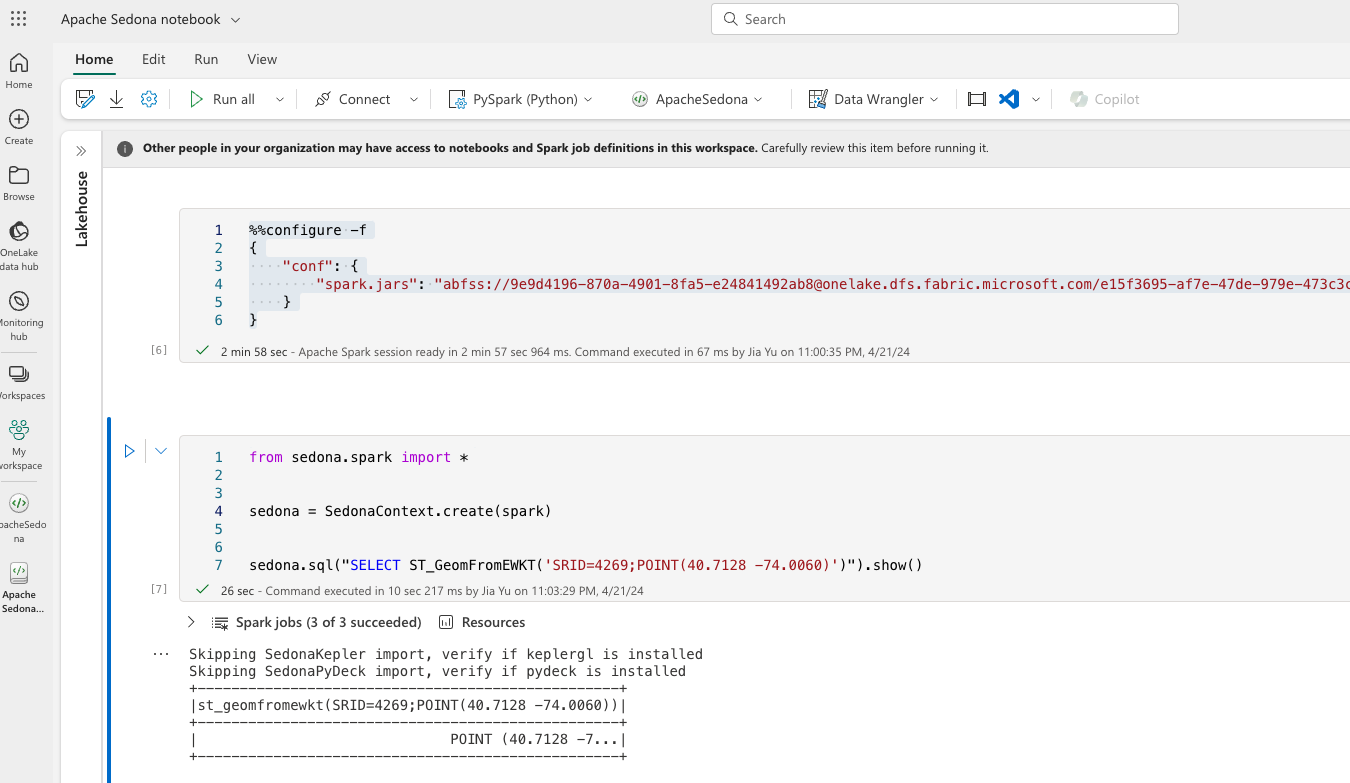 Apache Sedona notebook
Search
Home Edit Run View
Run all Connect PySpark (Python) ApacheSedona Data Wrangler Copilot
Home
Create
Browse
OneLake
data hub
Monitoring
hub
Workspaces
My
workspace
ApacheSedo
na
Apache
Sedona...
Lakehouse
Other people in your organization may have access to notebooks and Spark job definitions in this workspace. Carefully review this item before running it.
1 %%configure -f
2 {
3 "conf": {
4 "spark.jars": "abfss://9e9d4196-870a-4901-8fa5-e24841492ab8@onelake.dfs.fabric.microsoft.com/e15f3695-af7e-47de-979e-473c3c
5 }
6 }
[6] 2 min 58 sec - Apache Spark session ready in 2 min 57 sec 964 ms. Command executed in 67 ms by Jia Yu on 11:00:35 PM, 4/21/24
1 from sedona.spark import *
2
3
4 sedona = SedonaContext.create(spark)
5
6
7 sedona.sql("SELECT ST_GeomFromEWKT('SRID=4269;POINT(40.7128 -74.0060)')").show()
[7] 26 sec - Command executed in 10 sec 217 ms by Jia Yu on 11:03:29 PM, 4/21/24
Spark jobs (3 of 3 succeeded) Resources
... Skipping SedonaKepler import, verify if keplergl is installed
Skipping SedonaPyDeck import, verify if pydeck is installed
+--------------------------------------------------+
|st_geomfromewkt(SRID=4269;POINT(40.7128 -74.0060))|
+--------------------------------------------------+
| POINT (40.7128 -7...|
+--------------------------------------------------+